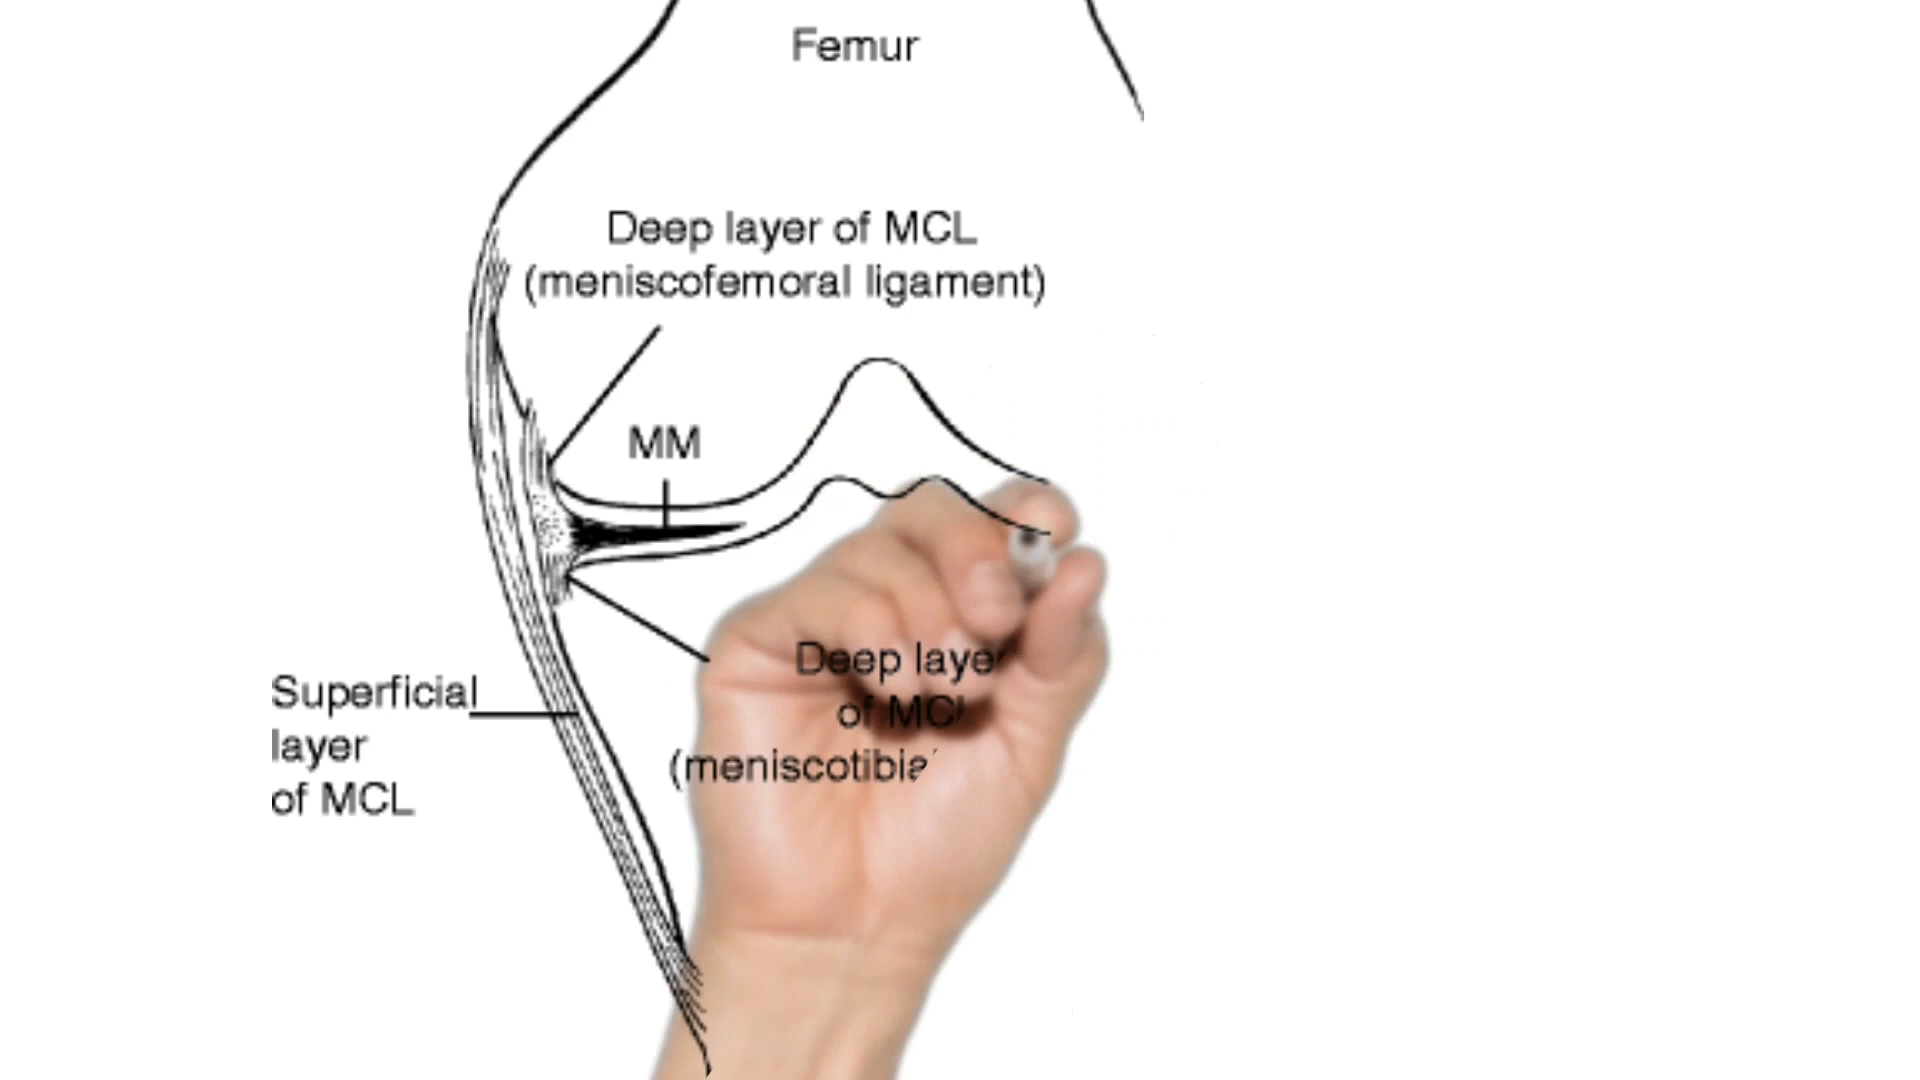 Femur
Deep layer of MCL
(meniscofemoral ligament)
MM
Deep laye
of MC
(meniscotibia
Superficial
layer
of MCL